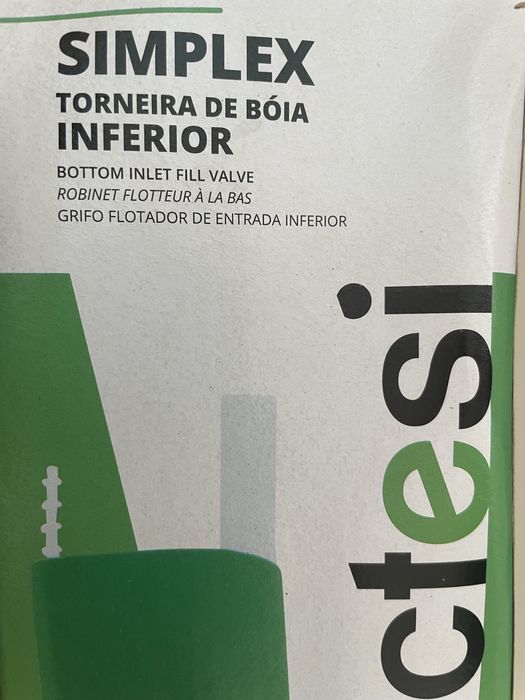 SIMPLEX
TORNEIRA DE BÓIA
INFERIOR
BOTTOM INLET FILL VALVE
ROBINET FLOTTEUR À LA BAS
GRIFO FLOTADOR DE ENTRADA INFERIOR
ctesi